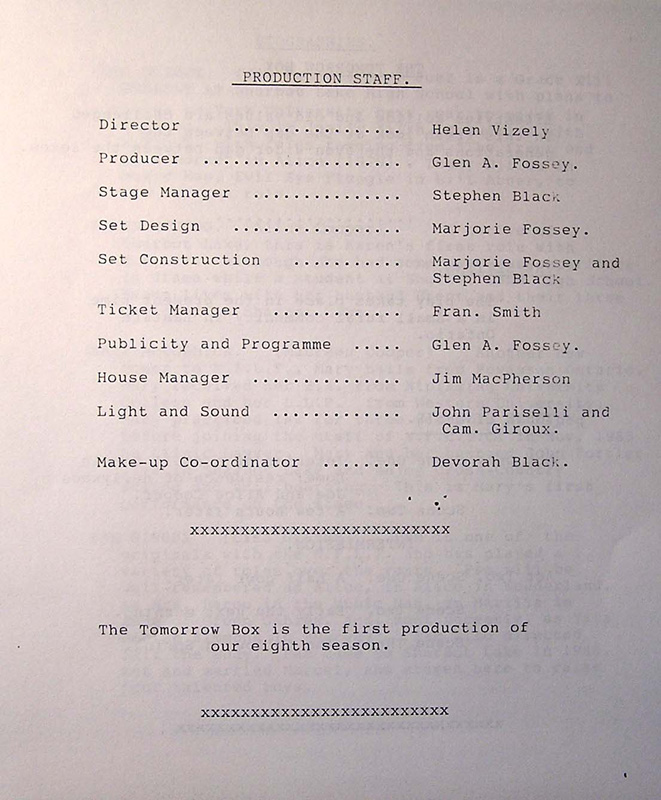 PRODUCTION STAFF.
Director ................. Helen Vizely
Producer .................... Glen A. Fossey.
Stage Manager ............... Stephen Black
Set Design ................. Marjorie Fossey.
Set Construction ........... Marjorie Fossey and
Stephen Black
Ticket Manager ............. Fran. Smith
Publicity and Programme ..... Glen A. Fossey.
House Manager ............... Jim MacPherson
Light and Sound ............. John Pariselli and
Cam. Giroux.
Make-up Co-ordinator ........ Devorah Black.
xxxxxxxxxxxxxxxxxxxxxxxxxx
The Tomorrow Box is the first production of
our eighth season.
xxxxxxxxxxxxxxxxxxxxxxxxx